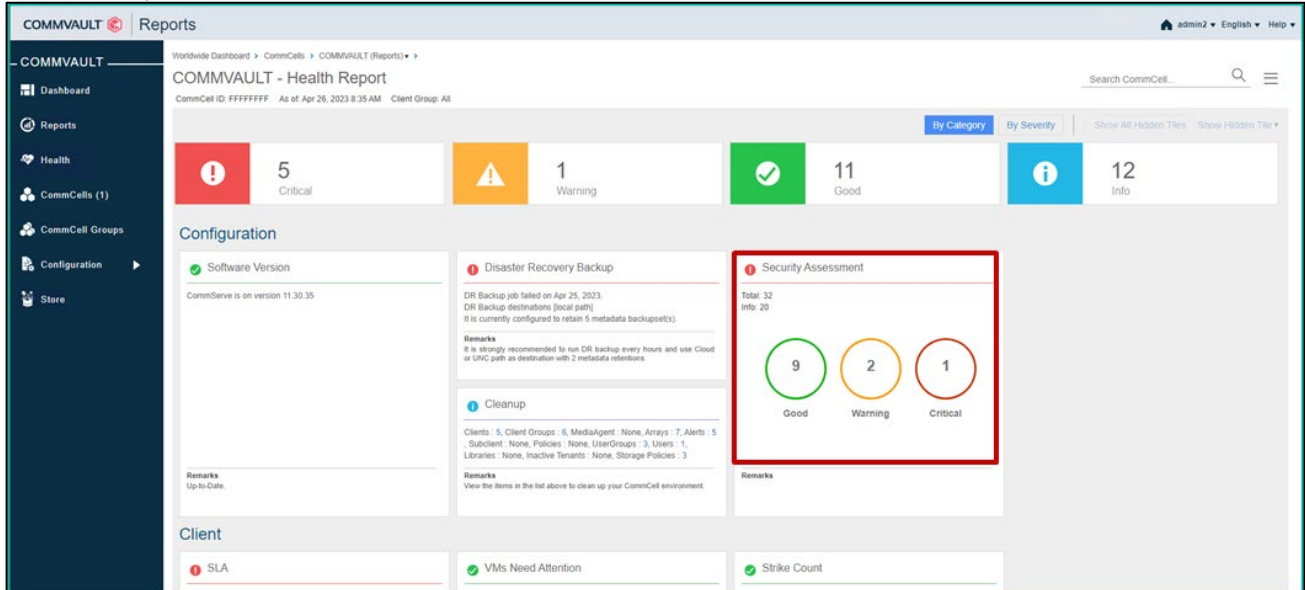 COMMVAULT Reports
admin2 English Help
COMMVAULT
Dashboard
Reports
Health
CommCells (1)
CommCell Groups
Configuration
Store
Worldwide Dashboard > CommCells > COMMVAULT (Reports) >
COMMVAULT - Health Report
CommCell ID: FFFFFFFF As of: Apr 26, 2023 8:35 AM Client Group: All
Search CommCell...
By Category By Severity Show All Hidden Tiles Show Hidden Tile
5
Critical
1
Warning
11
Good
12
Info
Configuration
Software Version
CommServe is on version 11.30.35
Remarks
Up-to-Date.
Disaster Recovery Backup
DR Backup job failed on Apr 25, 2023.
DR Backup destinations [local path]
It is currently configured to retain 5 metadata backupset(s).
Remarks
It is strongly recommended to run DR backup every hours and use Cloud
or UNC path as destination with 2 metadata retentions
Cleanup
Clients : 5, Client Groups : 6, MediaAgent : None, Arrays : 7, Alerts : 5
, Subclient : None, Policies : None, UserGroups : 3, Users : 1,
Libraries : None, Inactive Tenants : None, Storage Policies : 3
Remarks
View the items in the list above to clean up your CommCell environment.
Security Assessment
Total: 32
Info: 20
9
Good
2
Warning
1
Critical
Remarks
Client
SLA
VMs Need Attention
Strike Count